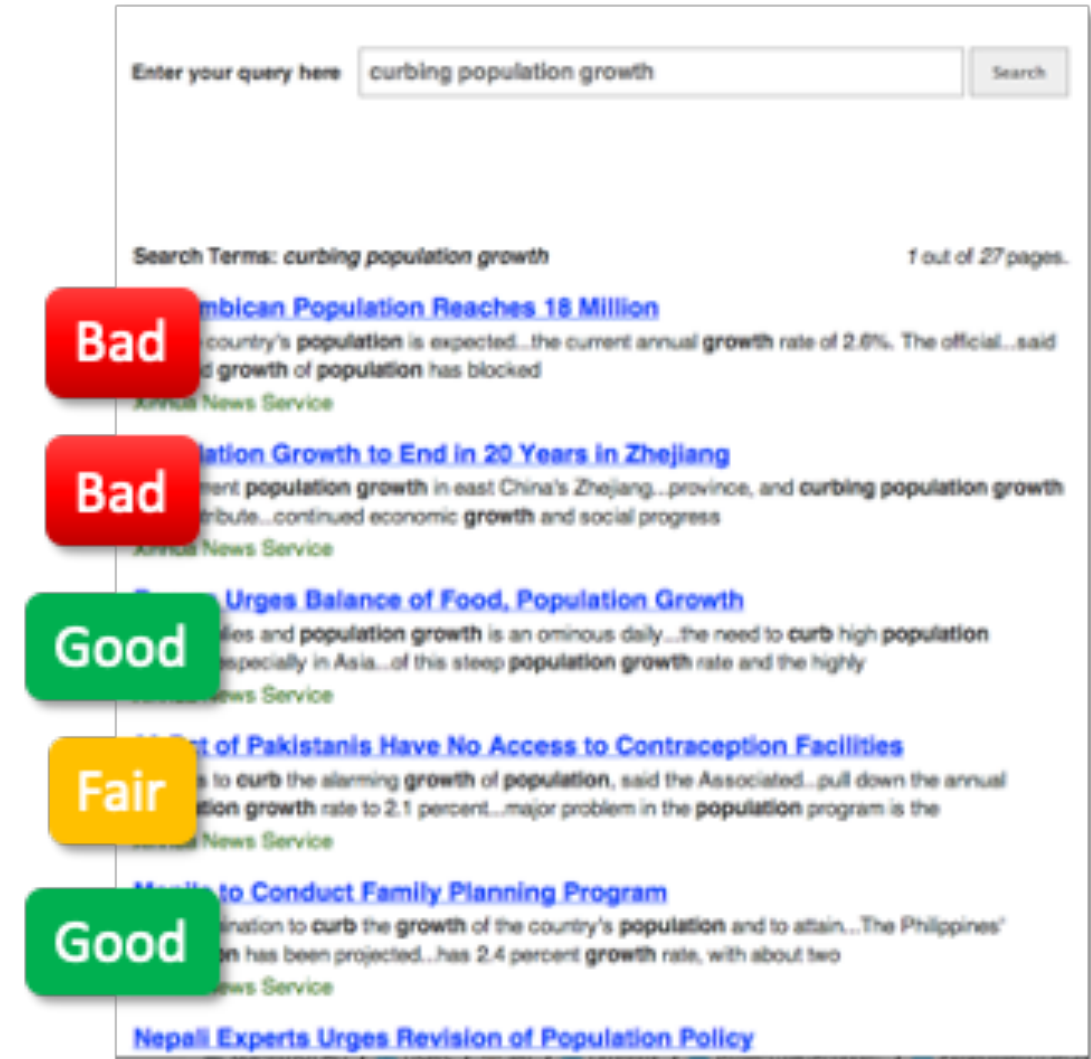 Enter your query here curbing population growth Search
Search Terms: curbing population growth 1 out of 27 pages.
Bad
mbican Population Reaches 18 Million
country's population is expected...the current annual growth rate of 2.6%. The official...said
growth of population has blocked
News Service
Bad
lation Growth to End in 20 Years in Zhejiang
ent population growth in east China's Zhejiang...province, and curbing population growth
tribute...continued economic growth and social progress
News Service
Good
Urges Balance of Food, Population Growth
lies and population growth is an ominous daily...the need to curb high population
especially in Asia...of this steep population growth rate and the highly
News Service
Fair
of Pakistanis Have No Access to Contraception Facilities
to curb the alarming growth of population, said the Associated...pull down the annual
tion growth rate to 2.1 percent...major problem in the population program is the
News Service
Good
to Conduct Family Planning Program
ination to curb the growth of the country's population and to attain...The Philippines'
on has been projected...has 2.4 percent growth rate, with about two
ews Service
Nepali Experts Urges Revision of Population Policy